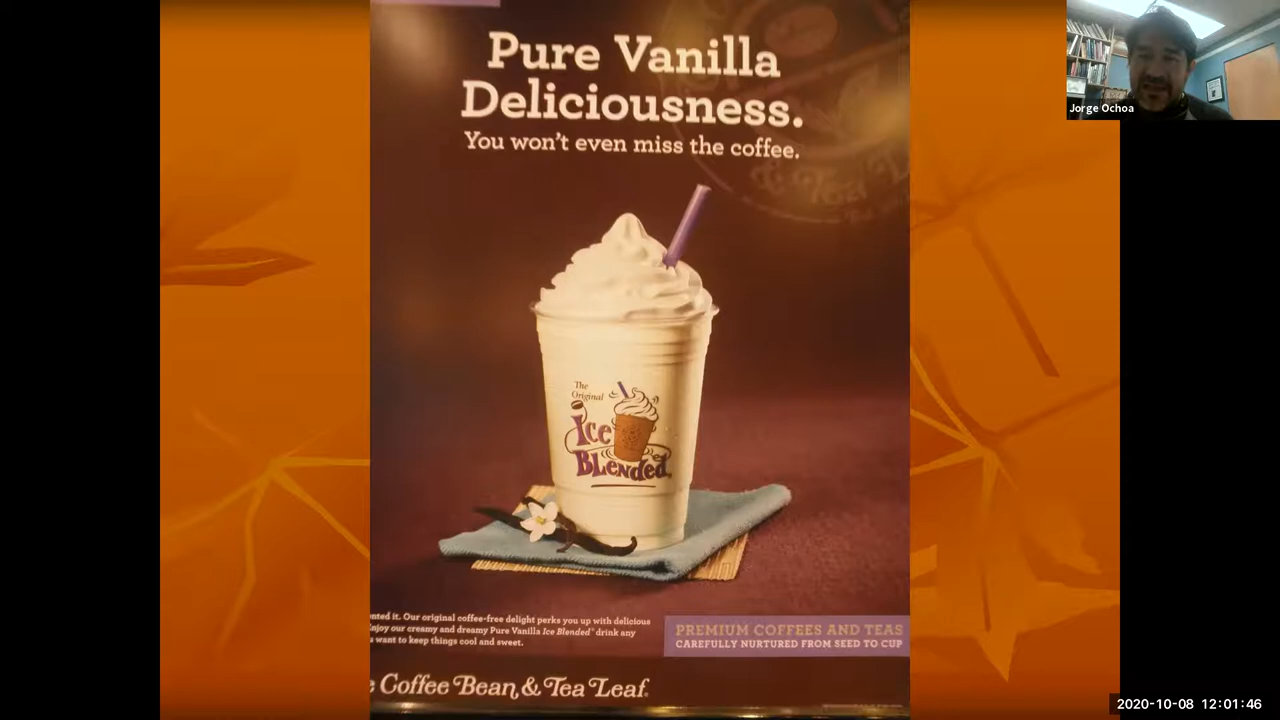 Pure Vanilla
Deliciousness.
You won't even miss the coffee.
Jorge Ochoa
The
Original
Ice
Blended
nted it. Our original coffee-free delight perks you up with delicious
njoy our creamy and dreamy Pure Vanilla Ice Blended™ drink any
want to keep things cool and sweet.
PREMIUM COFFEES AND TEAS
CAREFULLY NURTURED FROM SEED TO CUP
e Coffee Bean & Tea Leaf®
2020-10-08 12:01:46